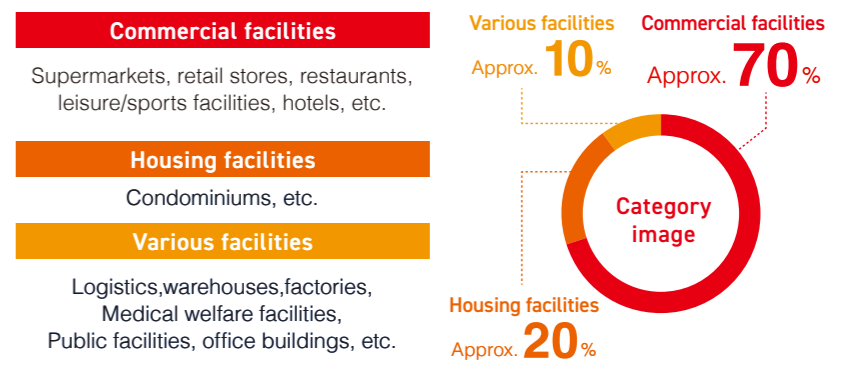 Commercial facilities
Supermarkets, retail stores, restaurants,
leisure/sports facilities, hotels, etc.
Housing facilities
Condominiums, etc.
Various facilities
Logistics,warehouses,factories,
Medical welfare facilities,
Public facilities, office buildings, etc.
Various facilities
Approx. 10%
Commercial facilities
Approx. 70%
Category
image
Housing facilities
Approx. 20%